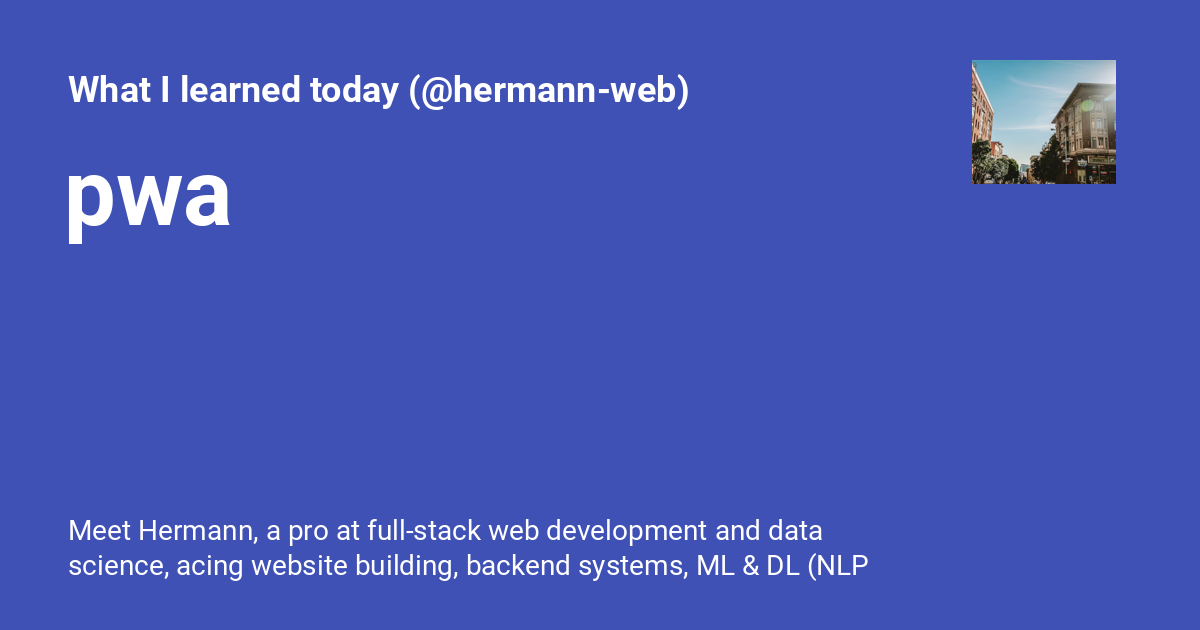 What I learned today (@hermann-web)
pwa
Meet Hermann, a pro at full-stack web development and data
science, acing website building, backend systems, ML & DL (NLP